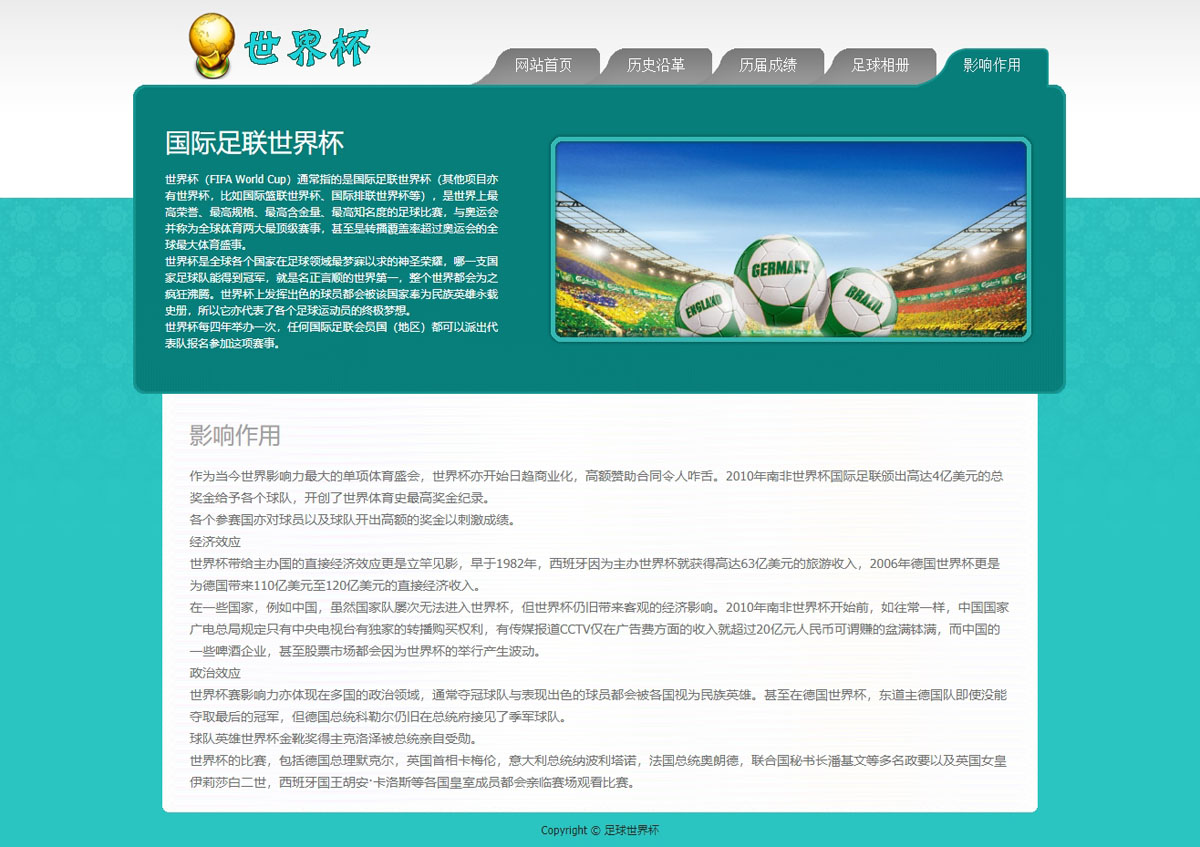 世界杯
网站首页
历史沿革
历届成绩
足球相册
影响作用
国际足联世界杯
世界杯（FIFA World Cup）通常指的是国际足联世界杯（其他项目亦
有世界杯，比如国际篮联世界杯、国际排联世界杯等），是世界上最
高荣誉、最高规格、最高含金量、最高知名度的足球比赛，与奥运会
并称为全球体育两大最顶级赛事，甚至是转播覆盖率超过奥运会的全
球最大体育盛事。
世界杯是全球各个国家在足球领域最梦寐以求的神圣荣耀，哪一支国
家足球队能得到冠军，就是名正言顺的世界第一，整个世界都会为之
疯狂沸腾。世界杯上发挥出色的球员都会被该国家奉为民族英雄永载
史册，所以它亦代表了各个足球运动员的终极梦想。
世界杯每四年举办一次，任何国际足联会员国（地区）都可以派出代
表队报名参加这项赛事。
GERMANY
ENGLAND
BRAZIL
影响作用
作为当今世界影响力最大的单项体育盛会，世界杯亦开始日趋商业化，高额赞助合同令人咋舌。2010年南非世界杯国际足联颁出高达4亿美元的总
奖金给予各个球队，开创了世界体育史最高奖金纪录。
各个参赛国亦对球员以及球队开出高额的奖金以刺激成绩。
经济效应
世界杯带给主办国的直接经济效应更是立竿见影，早于1982年，西班牙因为主办世界杯就获得高达63亿美元的旅游收入，2006年德国世界杯更是
为德国带来110亿美元至120亿美元的直接经济收入。
在一些国家，例如中国，虽然国家队屡次无法进入世界杯，但世界杯仍旧带来客观的经济影响。2010年南非世界杯开始前，如往常一样，中国国家
广电总局规定只有中央电视台有独家的转播购买权利，有传媒报道CCTV仅在广告费方面的收入就超过20亿元人民币可谓赚的盆满钵满，而中国的
一些啤酒企业，甚至股票市场都会因为世界杯的举行产生波动。
政治效应
世界杯赛影响力亦体现在多国的政治领域，通常夺冠球队与表现出色的球员都会被各国视为民族英雄。甚至在德国世界杯，东道主德国队即使没能
夺取最后的冠军，但德国总统科勒尔仍旧在总统府接见了季军球队。
球队英雄世界杯金靴奖得主克洛泽被总统亲自受勋。
世界杯的比赛，包括德国总理默克尔，英国首相卡梅伦，意大利总统纳波利塔诺，法国总统奥朗德，联合国秘书长潘基文等多名政要以及英国女皇
伊莉莎白二世，西班牙国王胡安·卡洛斯等各国皇室成员都会亲临赛场观看比赛。
Copyright © 足球世界杯